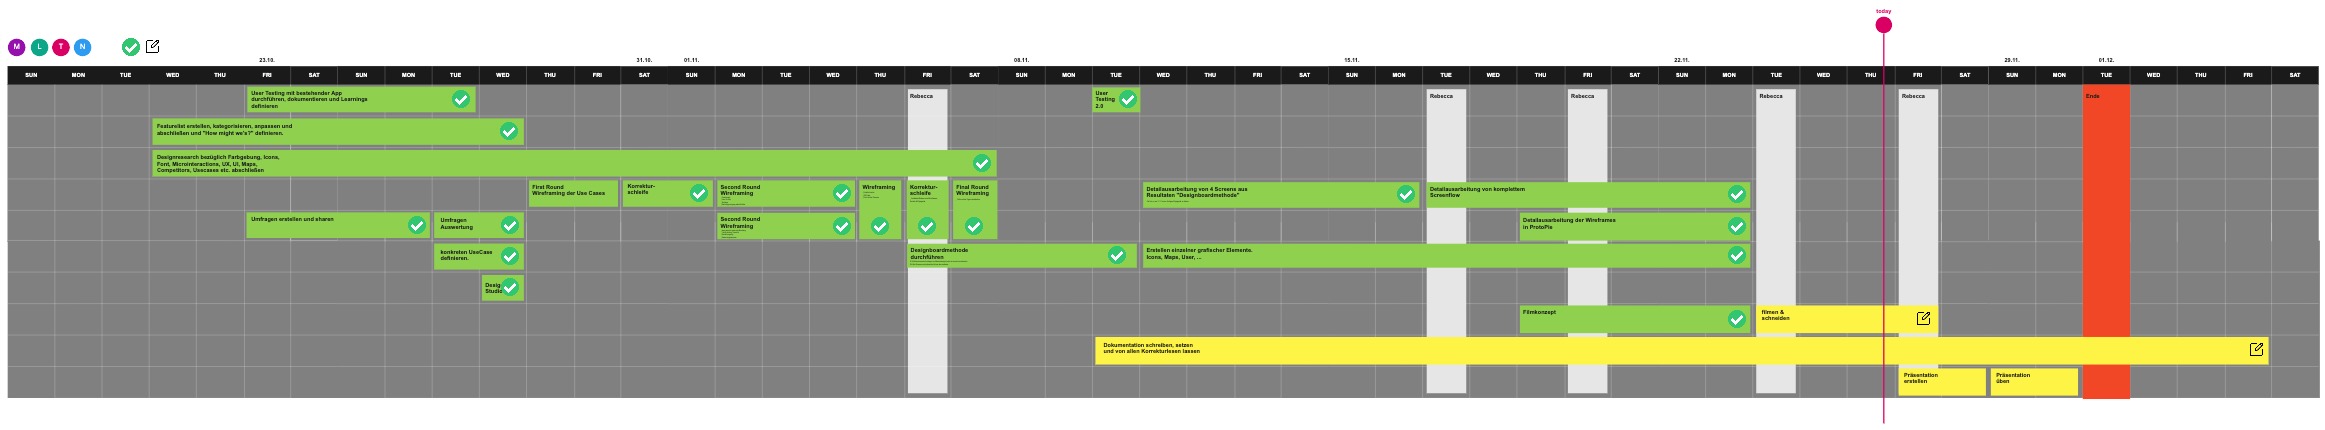 today
M L T N
23.10. 31.10. 01.11. 08.11. 15.11. 22.11. 29.11. 01.12.
SUN MON TUE WED THU FRI SAT SUN MON TUE WED THU FRI SAT SUN MON TUE WED THU FRI SAT SUN MON TUE WED THU FRI SAT SUN MON TUE WED THU FRI SAT SUN MON TUE WED THU FRI SAT SUN MON TUE WED THU FRI SAT
User Testing mit bestehender App
durchführen, dokumentieren und Learnings
definieren
Rebecca
User
Testing
2.0
Rebecca
Rebecca
Rebecca
Rebecca
Ende
Featurelist erstellen, kategorisieren, anpassen und
abschließen und "How might we's?" definieren.
Designresearch bezüglich Farbgebung, Icons,
Font, Microinteractions, UX, UI, Maps,
Competitors, Usecases etc. abschließen
First Round
Wireframing der Use Cases
Korrektur-
schleife
Second Round
Wireframing
Wireframing
Korrektur-
schleife
Final Round
Wireframing
Detailausarbeitung von 4 Screens aus
Resultaten "Designboardmethode"
Detailausarbeitung von komplettem
Screenflow
Umfragen erstellen und sharen
Umfragen
Auswertung
Second Round
Wireframing
Detailausarbeitung der Wireframes
in ProtoPie
konkreten UseCase
definieren.
Designboardmethode
durchführen
Erstellen einzelner grafischer Elemente.
Icons, Maps, User, ...
Desig
Studio
Filmkonzept
filmen &
schneiden
Dokumentation schreiben, setzen
und von allen Korrekturlesen lassen
Präsentation
erstellen
Präsentation
üben